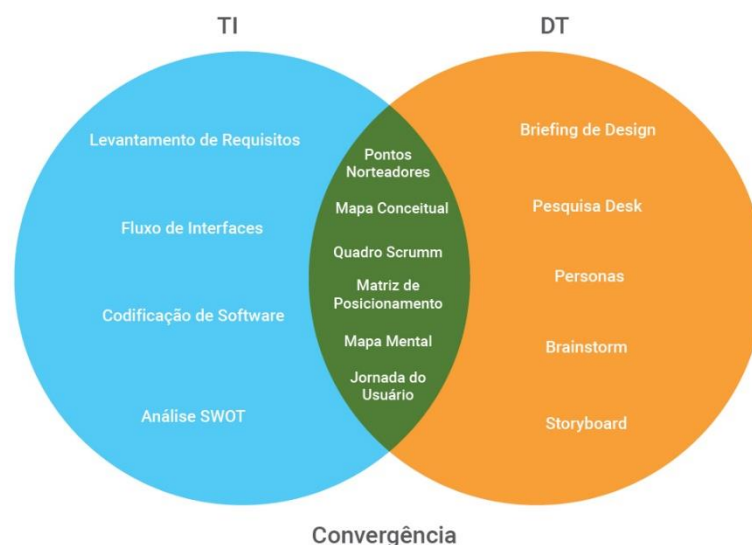 TI
DT
Levantamento de Requisitos
Fluxo de Interfaces
Codificação de Software
Análise SWOT
Pontos
Norteadores
Mapa Conceitual
Quadro Scrumm
Matriz de
Posicionamento
Mapa Mental
Jornada do
Usuário
Briefing de Design
Pesquisa Desk
Personas
Brainstorm
Storyboard
Convergência